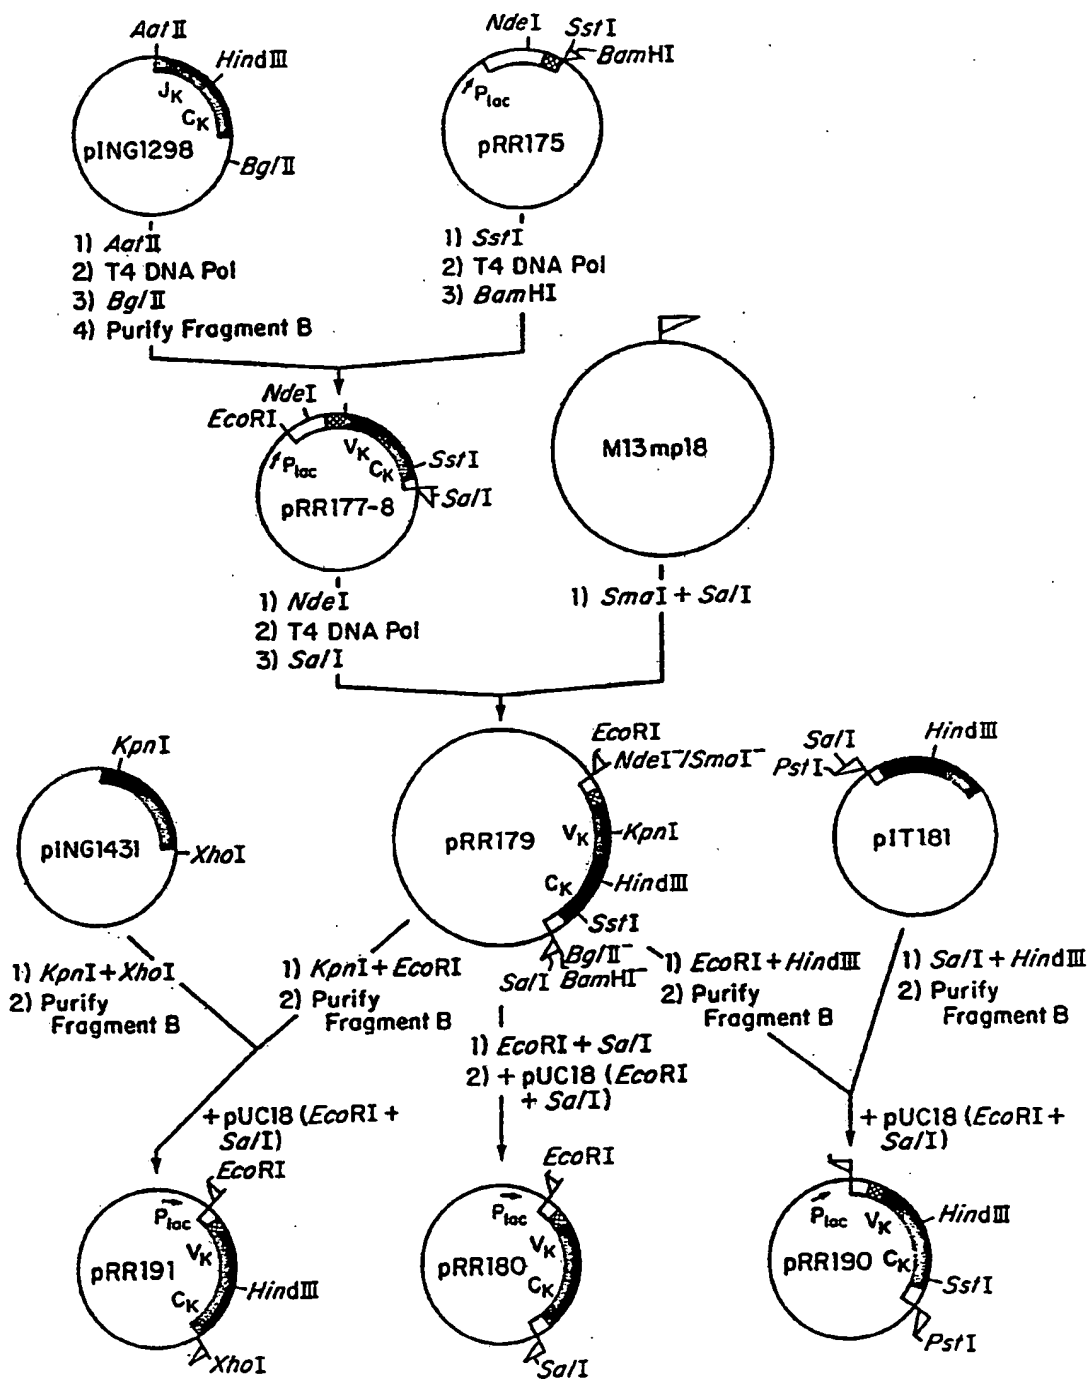 AatII
HindIII
JK
CK
pING1298
BglII
1) AatII
2) T4 DNA Pol
3) BglII
4) Purify Fragment B
NdeI
SstI
BamHI
Plac
pRR175
1) SstI
2) T4 DNA Pol
3) BamHI
NdeI
EcoRI
Plac
VK
CK
SstI
SalI
pRR177-8
M13mp18
1) NdeI
2) T4 DNA Pol
3) SalI
1) SmaI + SalI
KpnI
pING1431
XhoI
EcoRI
NdeI⁻/SmaI⁻
pRR179
VK
KpnI
CK
HindIII
SstI
BglII⁻
SalI BamHI⁻
SalI
PstI
HindIII
pIT181
1) KpnI+XhoI
2) Purify
Fragment B
1) KpnI+EcoRI
2) Purify
Fragment B
1) EcoRI + SalI
2) + pUC18 (EcoRI
+ SalI)
1) EcoRI + HindIII
2) Purify
Fragment B
1) SalI + HindIII
2) Purify
Fragment B
+ pUC18 (EcoRI +
SalI)
+ pUC18 (EcoRI +
SalI)
EcoRI
Plac
VK
pRR191
HindIII
CK
XhoI
EcoRI
Plac
VK
pRR180
CK
SalI
Plac
VK
HindIII
pRR190
CK
SstI
PstI